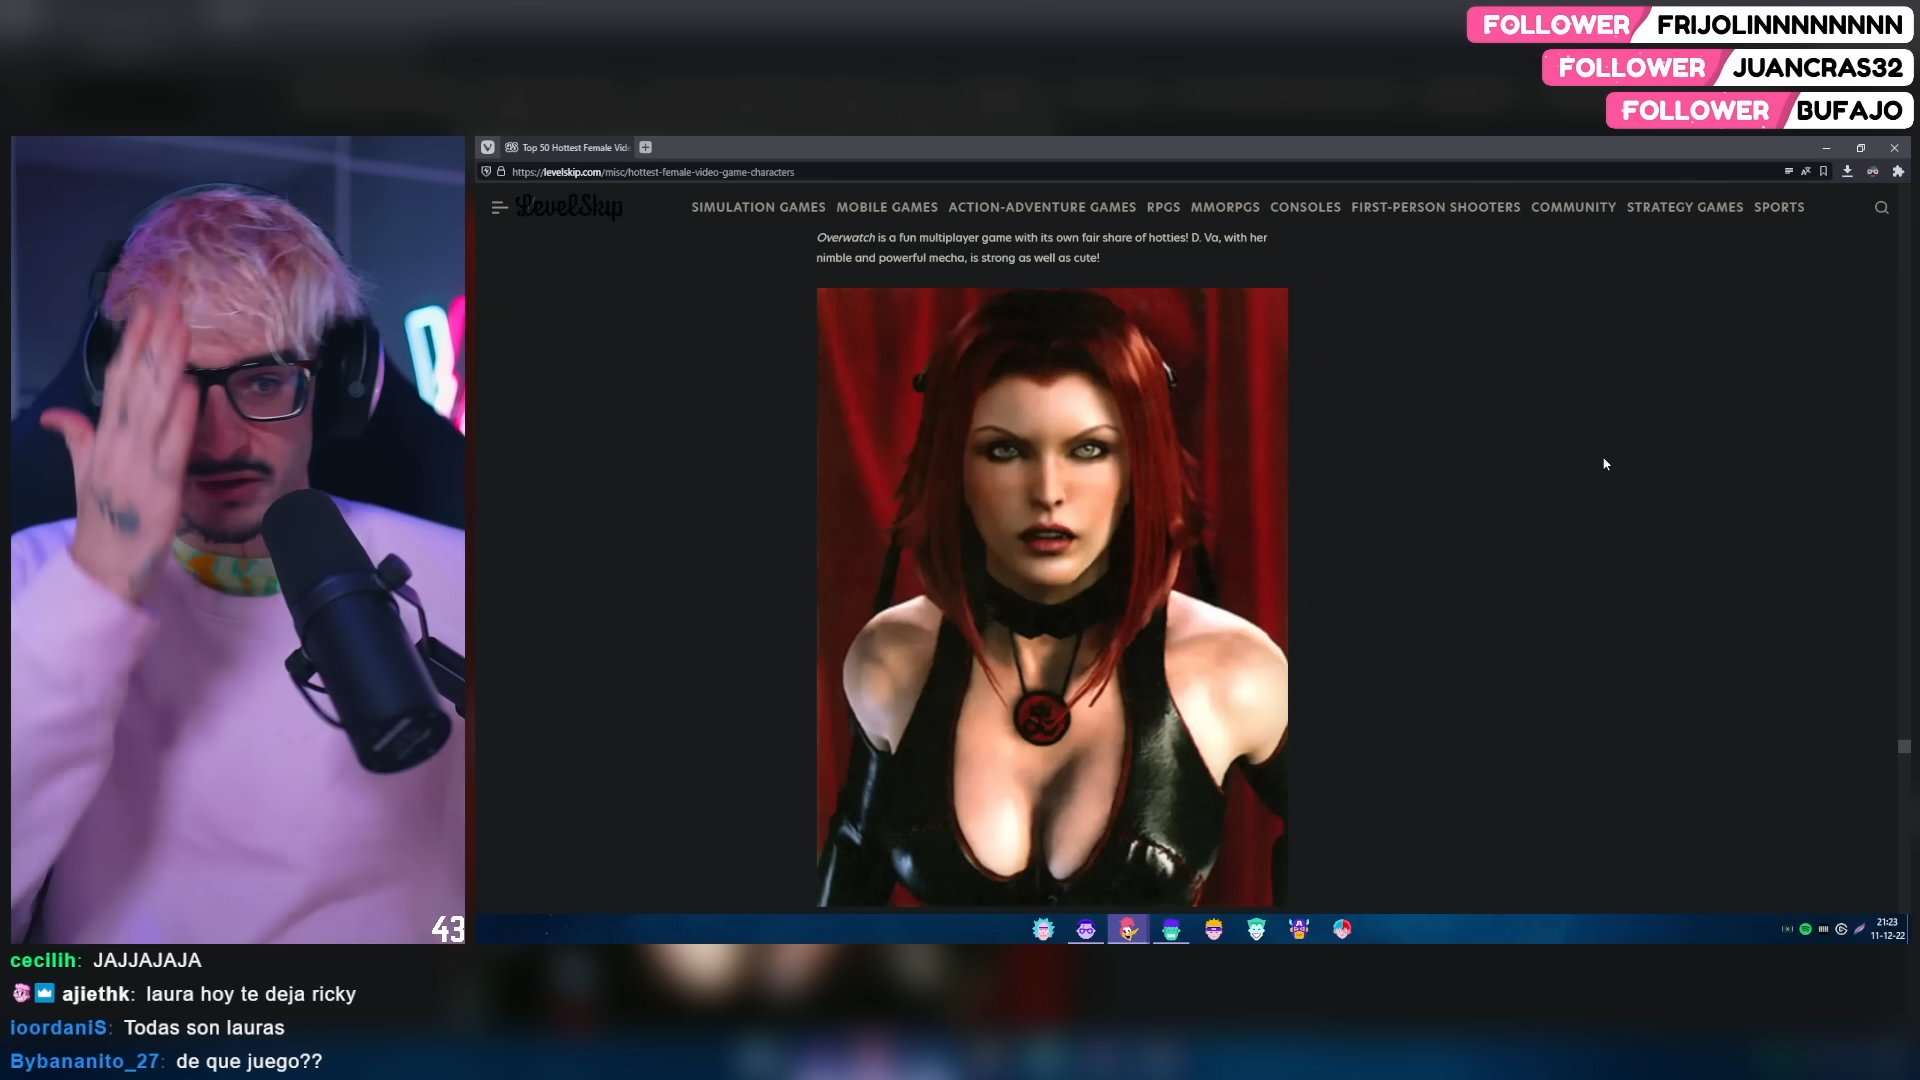 FOLLOWER FRIJOLINNNNNNNN
FOLLOWER JUANCRAS32
FOLLOWER BUFAJO
Top 50 Hottest Female Vid
https://levelskip.com/misc/hottest-female-video-game-characters
LevelSkip
SIMULATION GAMES MOBILE GAMES ACTION-ADVENTURE GAMES RPGS MMORPGS CONSOLES FIRST-PERSON SHOOTERS COMMUNITY STRATEGY GAMES SPORTS
Overwatch is a fun multiplayer game with its own fair share of hotties! D. Va, with her
nimble and powerful mecha, is strong as well as cute!
43
21:23
11-12-22
cecilih: JAJJAJAJA
ajiethk: laura hoy te deja ricky
ioordaniS: Todas son lauras
Bybananito_27: de que juego??